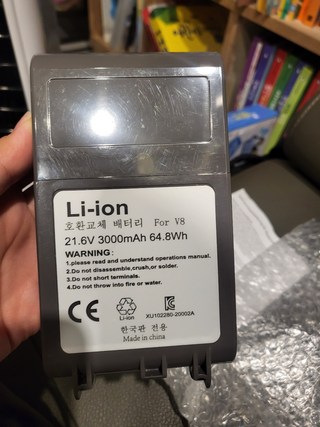 Li-ion
호환교체 배터리 For V8
21.6V 3000mAh 64.8Wh
WARNING:
1.please read and understand operations manual.
2.Do not disassemble,crush,or solder.
3.Do not short terminals.
4.Do not throw into fire or water.
CE
Li-ion
XU102280-20002A
한국판 전용
Made in china